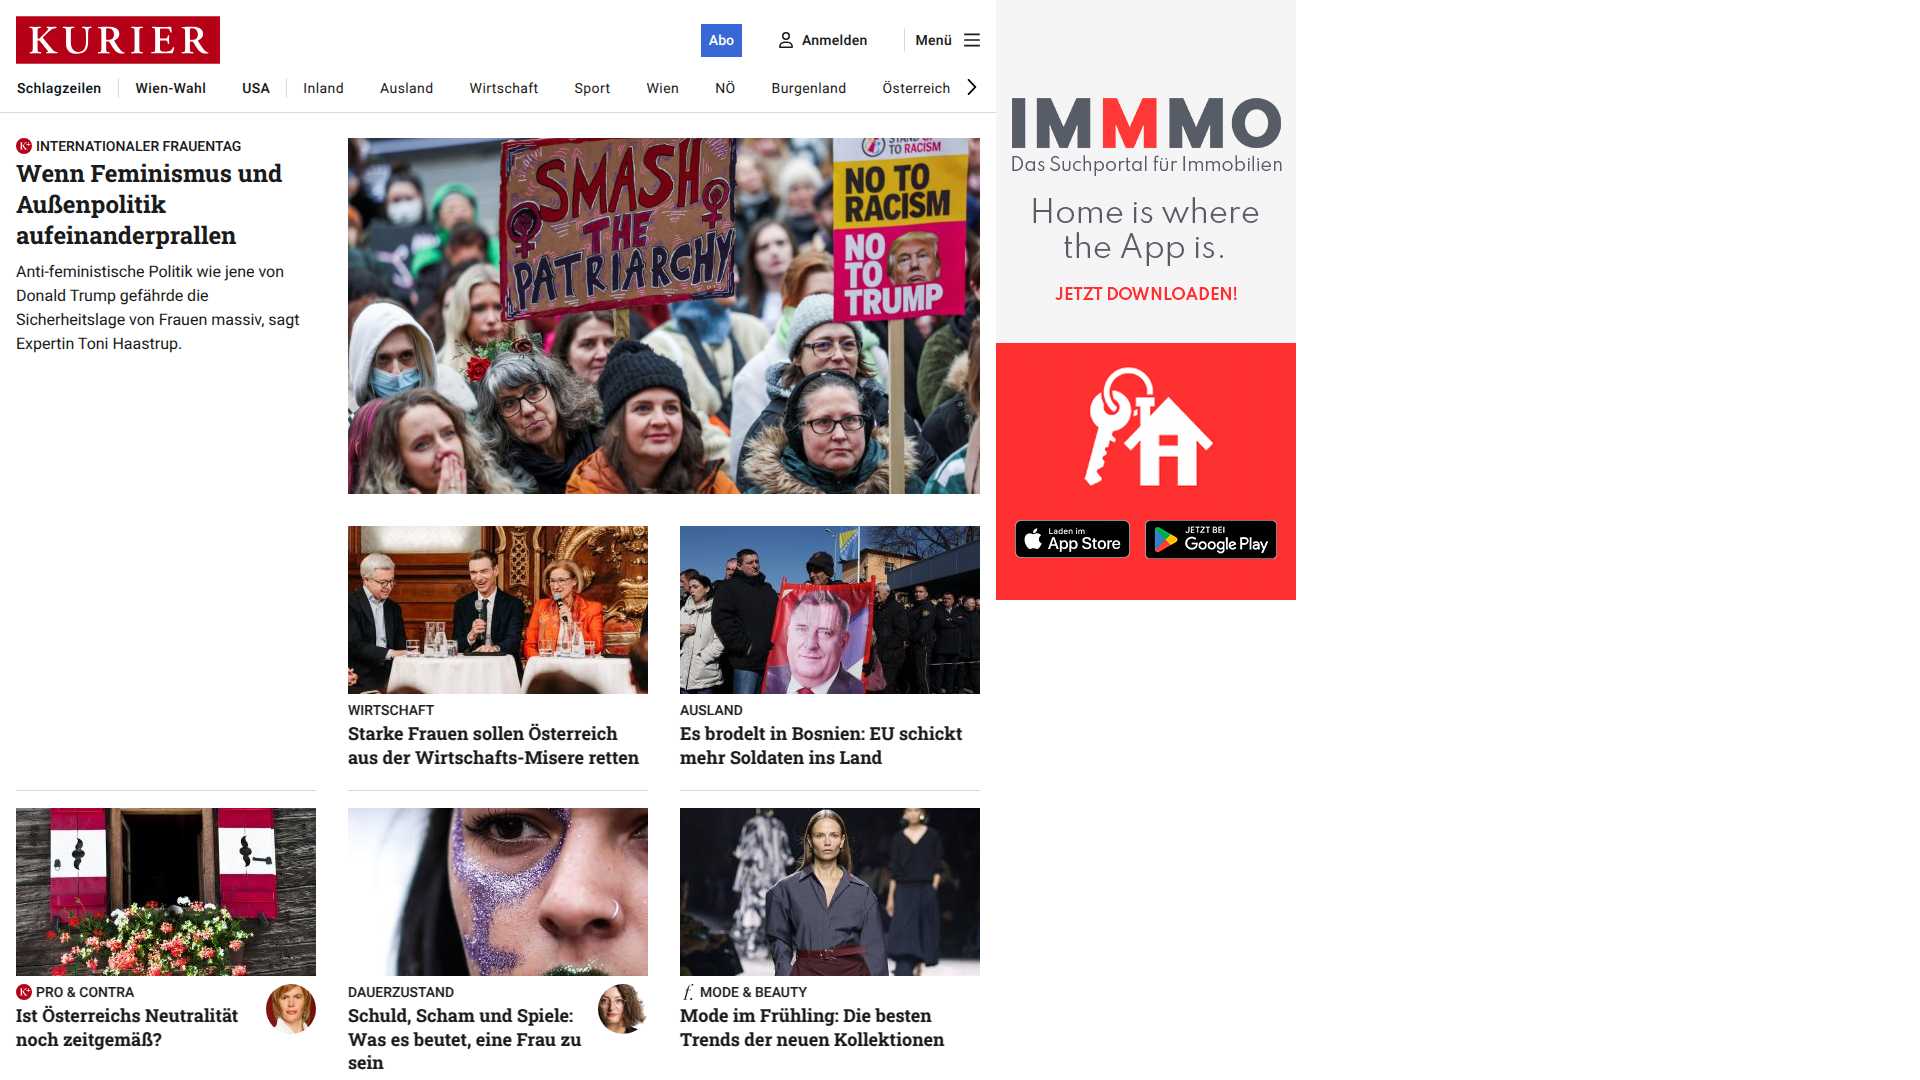 KURIER
Abo
Anmelden
Menü
Schlagzeilen
Wien-Wahl
USA
Inland
Ausland
Wirtschaft
Sport
Wien
NÖ
Burgenland
Österreich
INTERNATIONALER FRAUENTAG
Wenn Feminismus und
Außenpolitik
aufeinanderprallen
Anti-feministische Politik wie jene von
Donald Trump gefährde die
Sicherheitslage von Frauen massiv, sagt
Expertin Toni Haastrup.
SMASH
THE
PATRIARCHY
STAND UP
TO RACISM
NO TO
RACISM
NO
TO
TRUMP
WIRTSCHAFT
Starke Frauen sollen Österreich
aus der Wirtschafts-Misere retten
AUSLAND
Es brodelt in Bosnien: EU schickt
mehr Soldaten ins Land
PRO & CONTRA
Ist Österreichs Neutralität
noch zeitgemäß?
DAUERZUSTAND
Schuld, Scham und Spiele:
Was es beutet, eine Frau zu
sein
f. MODE & BEAUTY
Mode im Frühling: Die besten
Trends der neuen Kollektionen
IMMMO
Das Suchportal für Immobilien
Home is where
the App is.
JETZT DOWNLOADEN!
Laden im
App Store
JETZT BEI
Google Play